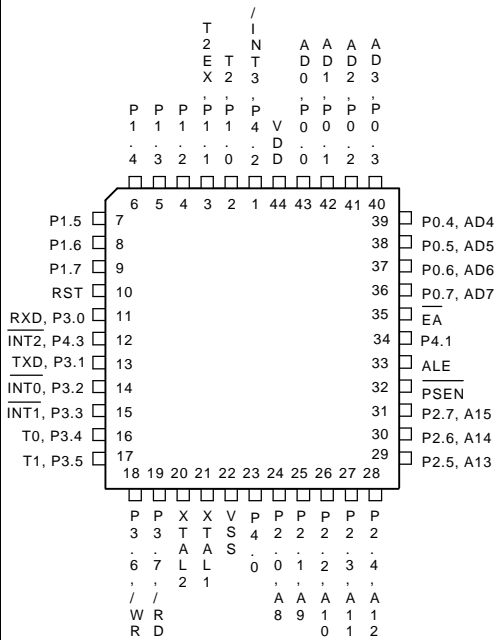 P1.4
P1.3
P1.2
T2EX, P1.1
T2, P1.0
/INT3, P4.2
VDD
AD0, P0.0
AD1, P0.1
AD2, P0.2
AD3, P0.3
6 5 4 3 2 1 44 43 42 41 40
P1.5 7
P1.6 8
P1.7 9
RST 10
RXD, P3.0 11
INT2, P4.3 12
TXD, P3.1 13
INT0, P3.2 14
INT1, P3.3 15
T0, P3.4 16
T1, P3.5 17
39 P0.4, AD4
38 P0.5, AD5
37 P0.6, AD6
36 P0.7, AD7
35 EA
34 P4.1
33 ALE
32 PSEN
31 P2.7, A15
30 P2.6, A14
29 P2.5, A13
18 19 20 21 22 23 24 25 26 27 28
P3.6, /WR
P3.7, /RD
XTAL2
XTAL1
VSS
P4.0
P2.0, A8
P2.1, A9
P2.2, A10
P2.3, A11
P2.4, A12